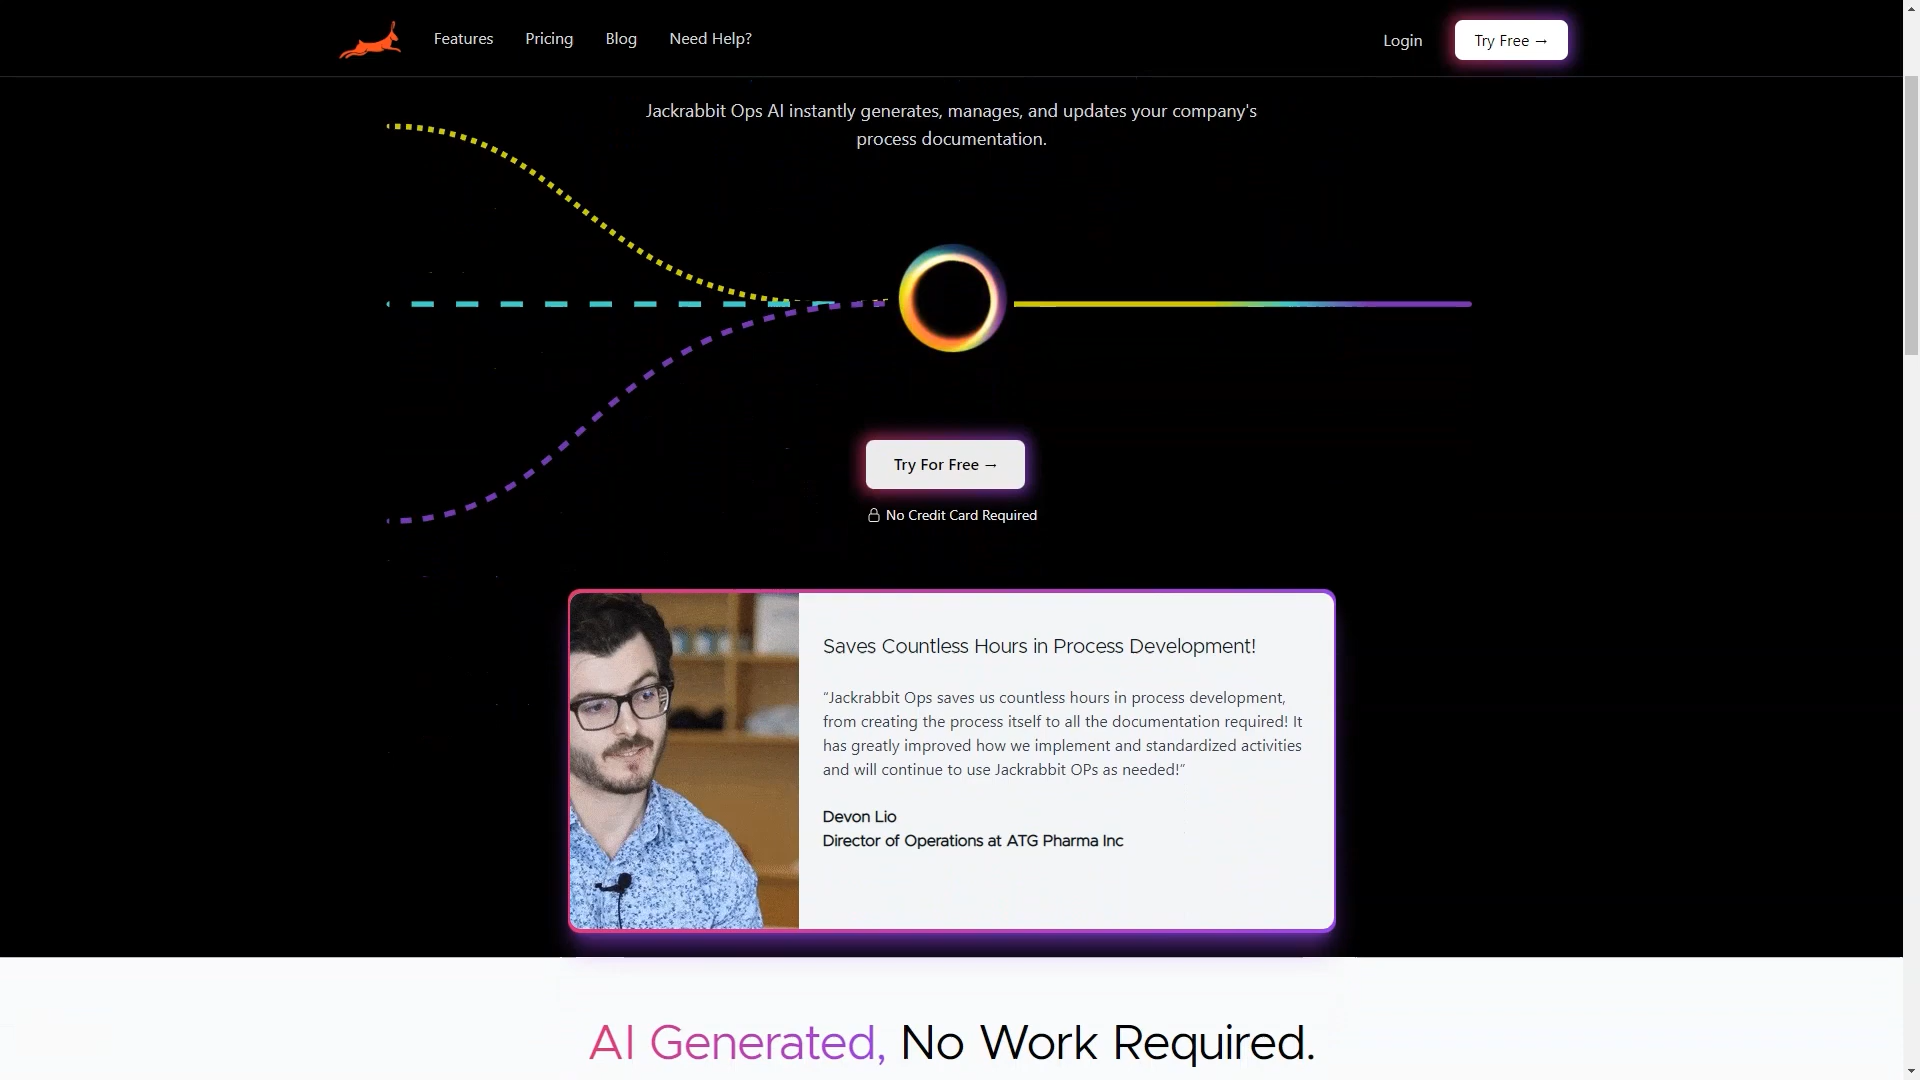 Features
Pricing
Blog
Need Help?
Login
Try Free →
Jackrabbit Ops AI instantly generates, manages, and updates your company's
process documentation.
Try For Free →
No Credit Card Required
Saves Countless Hours in Process Development!
“Jackrabbit Ops saves us countless hours in process development,
from creating the process itself to all the documentation required! It
has greatly improved how we implement and standardized activities
and will continue to use Jackrabbit OPs as needed!”
Devon Lio
Director of Operations at ATG Pharma Inc
AI Generated, No Work Required.